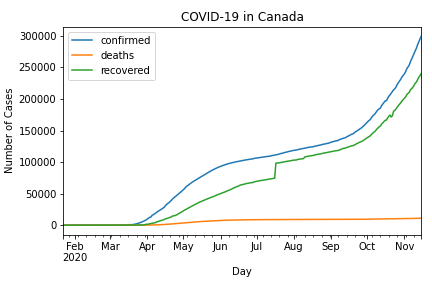 COVID-19 in Canada
confirmed
deaths
recovered
Number of Cases
300000
250000
200000
150000
100000
50000
0
Feb Mar Apr May Jun Jul Aug Sep Oct Nov
2020
Day